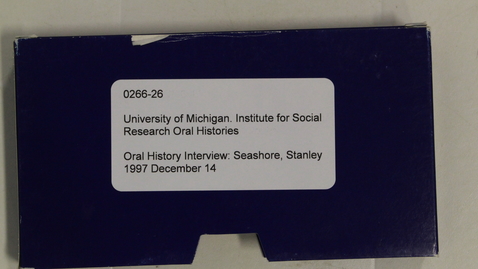 0266-26
University of Michigan. Institute for Social
Research Oral Histories
Oral History Interview: Seashore, Stanley
1997 December 14